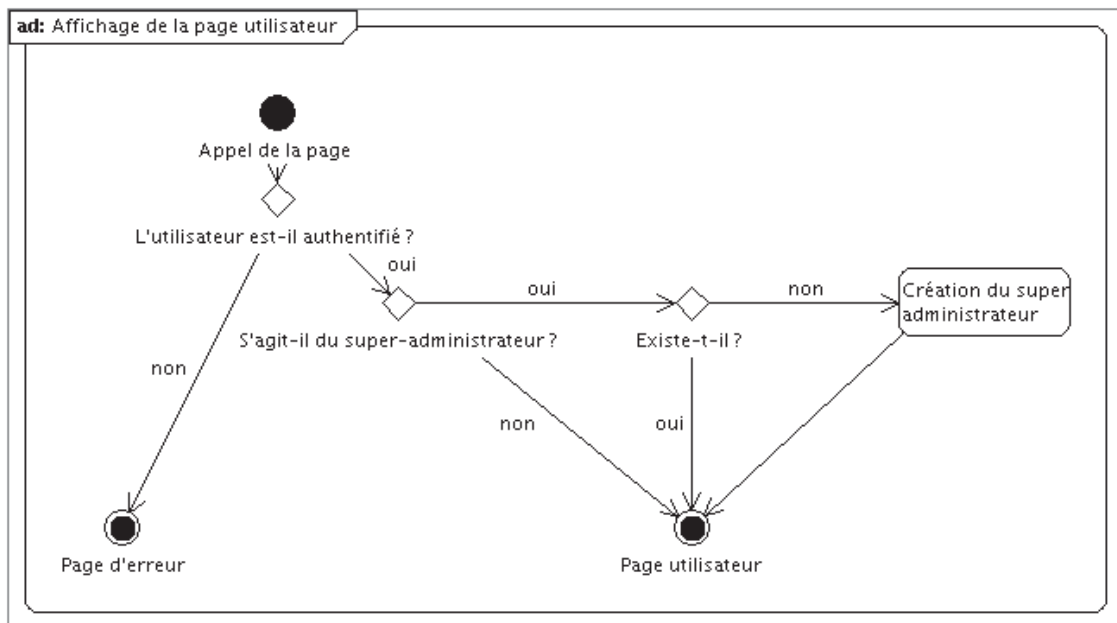 ad: Affichage de la page utilisateur
Appel de la page
L'utilisateur est-il authentifié ?
oui
oui
non
Création du super
administrateur
S'agit-il du super-administrateur ?
Existe-t-il ?
non
non
oui
Page d'erreur
Page utilisateur